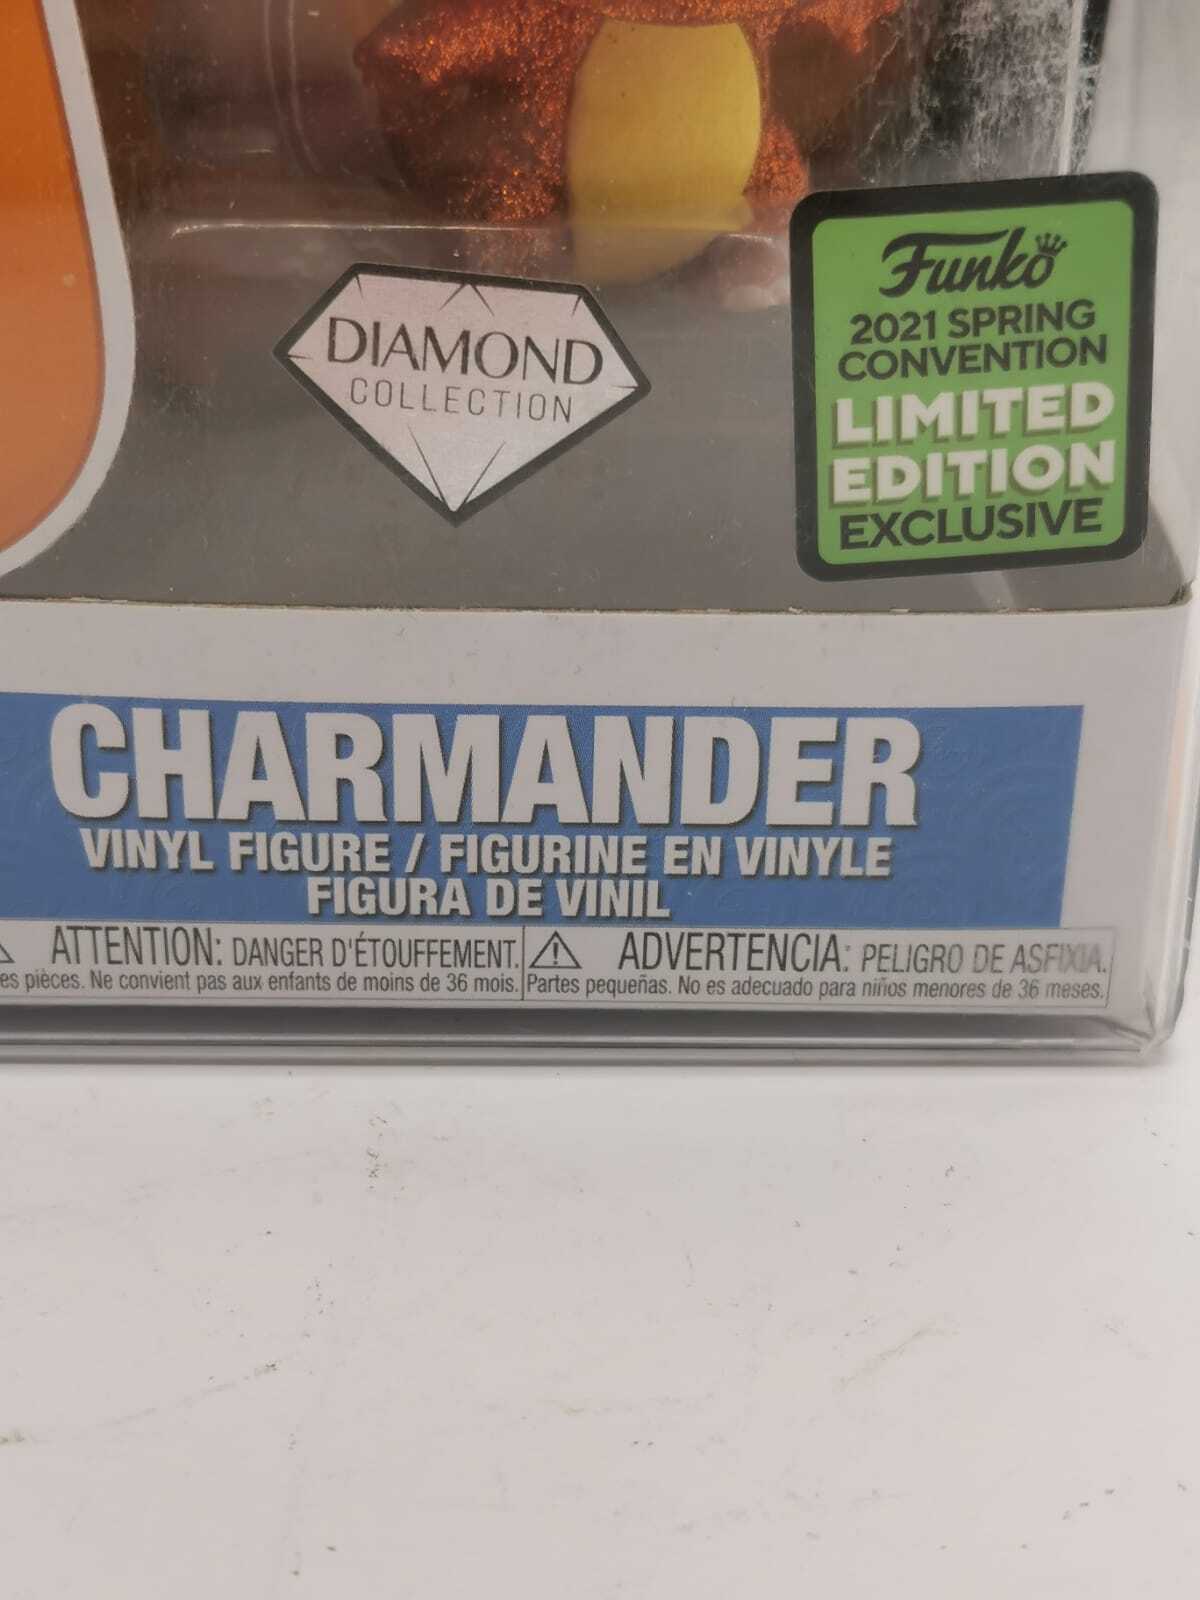 DIAMOND
COLLECTION
Funko
2021 SPRING
CONVENTION
LIMITED
EDITION
EXCLUSIVE
CHARMANDER
VINYL FIGURE / FIGURINE EN VINYLE
FIGURA DE VINIL
ATTENTION: DANGER D'ÉTOUFFEMENT.
es pièces. Ne convient pas aux enfants de moins de 36 mois.
ADVERTENCIA: PELIGRO DE ASFIXIA.
Partes pequeñas. No es adecuado para niños menores de 36 meses.